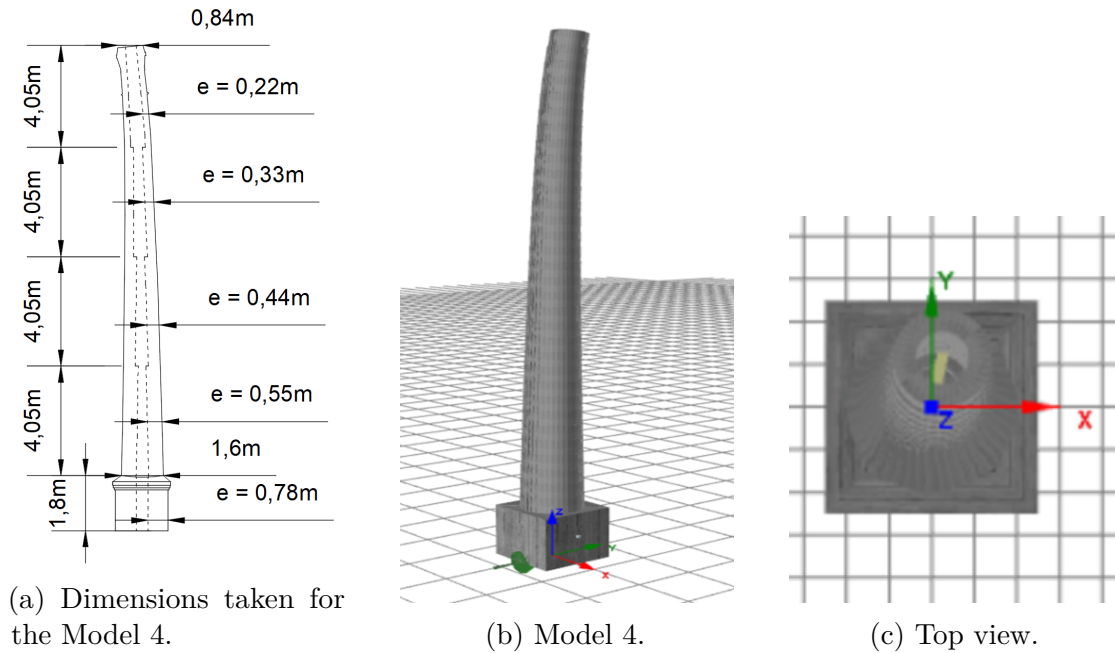 0,84m
4,05m
e = 0,22m
4,05m
e = 0,33m
4,05m
e = 0,44m
4,05m
e = 0,55m
1,6m
1,8m
e = 0,78m
(a) Dimensions taken for
the Model 4.
Z
Y
X
(b) Model 4.
Y
Z
X
(c) Top view.